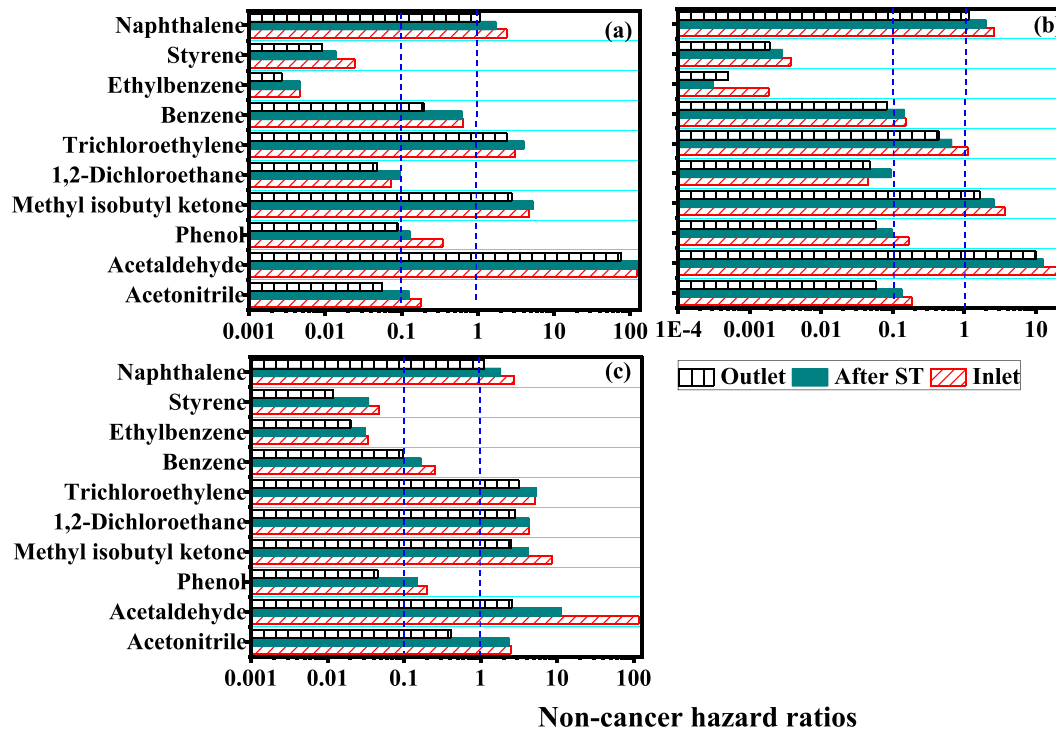 Naphthalene
Styrene
Ethylbenzene
Benzene
Trichloroethylene
1,2-Dichloroethane
Methyl isobutyl ketone
Phenol
Acetaldehyde
Acetonitrile
(a)
0.001 0.01 0.1 1 10 100
(b)
1E-4 0.001 0.01 0.1 1 10
Outlet After ST Inlet
Naphthalene
Styrene
Ethylbenzene
Benzene
Trichloroethylene
1,2-Dichloroethane
Methyl isobutyl ketone
Phenol
Acetaldehyde
Acetonitrile
(c)
0.001 0.01 0.1 1 10 100
Non-cancer hazard ratios